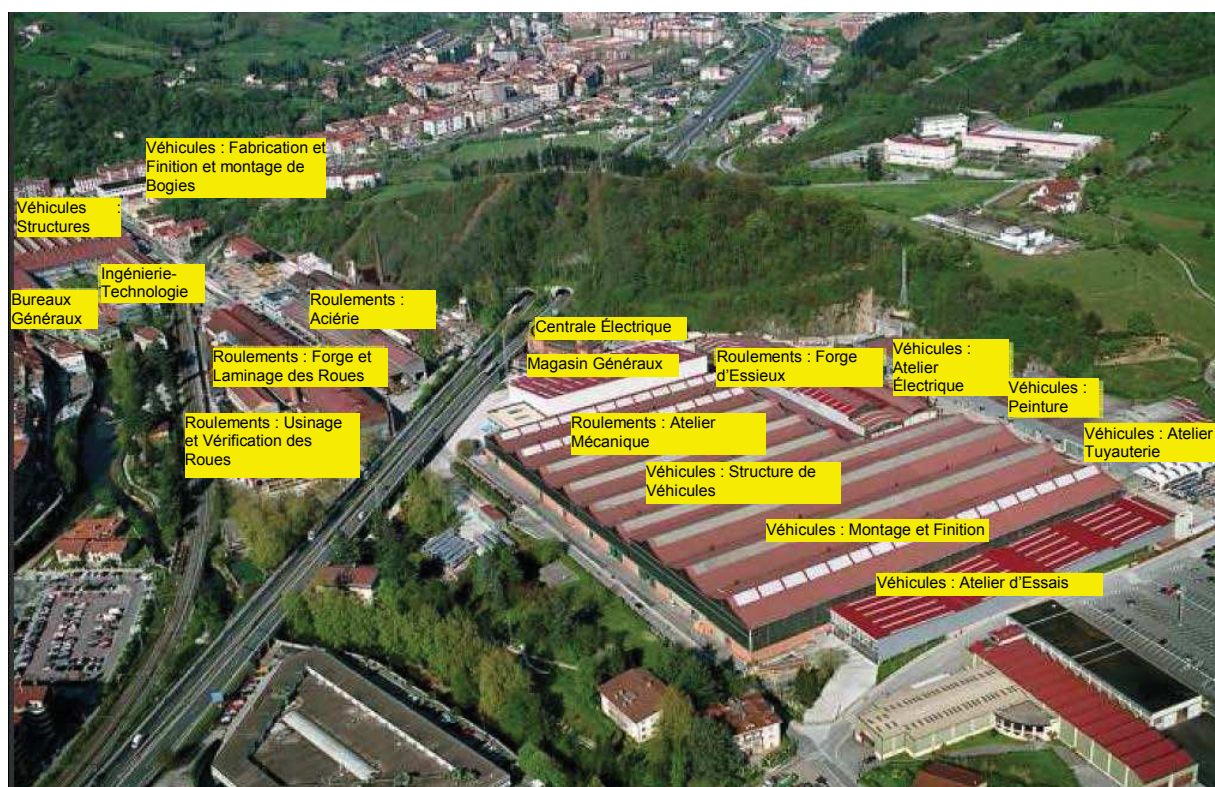 Véhicules : Fabrication et
Finition et montage de
Bogies
Véhicules :
Structures
Ingénierie-
Technologie
Bureaux
Généraux
Roulements :
Aciérie
Centrale Électrique
Magasin Généraux
Roulements : Forge et
Laminage des Roues
Roulements : Forge
d'Essieux
Véhicules :
Atelier
Électrique
Véhicules :
Peinture
Roulements : Usinage
et Vérification des
Roues
Roulements : Atelier
Mécanique
Véhicules : Atelier
Tuyauterie
Véhicules : Structure de
Véhicules
Véhicules : Montage et Finition
Véhicules : Atelier d'Essais